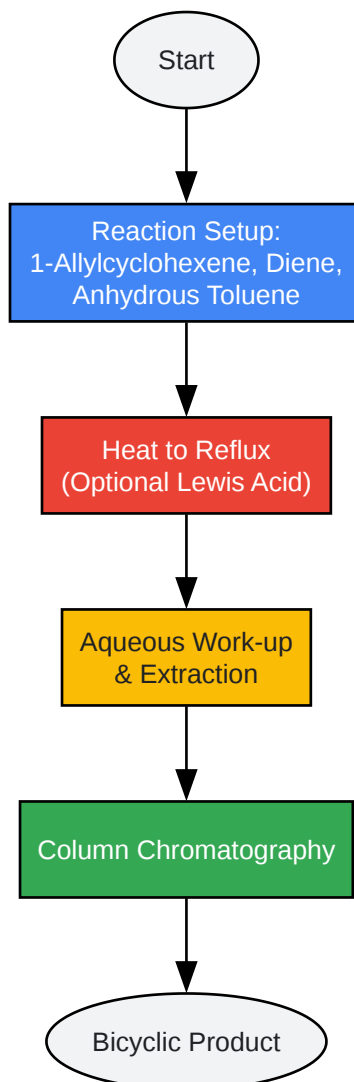 Start
Reaction Setup:
1-Allylcyclohexene, Diene,
Anhydrous Toluene
Heat to Reflux
(Optional Lewis Acid)
Aqueous Work-up
& Extraction
Column Chromatography
Bicyclic Product